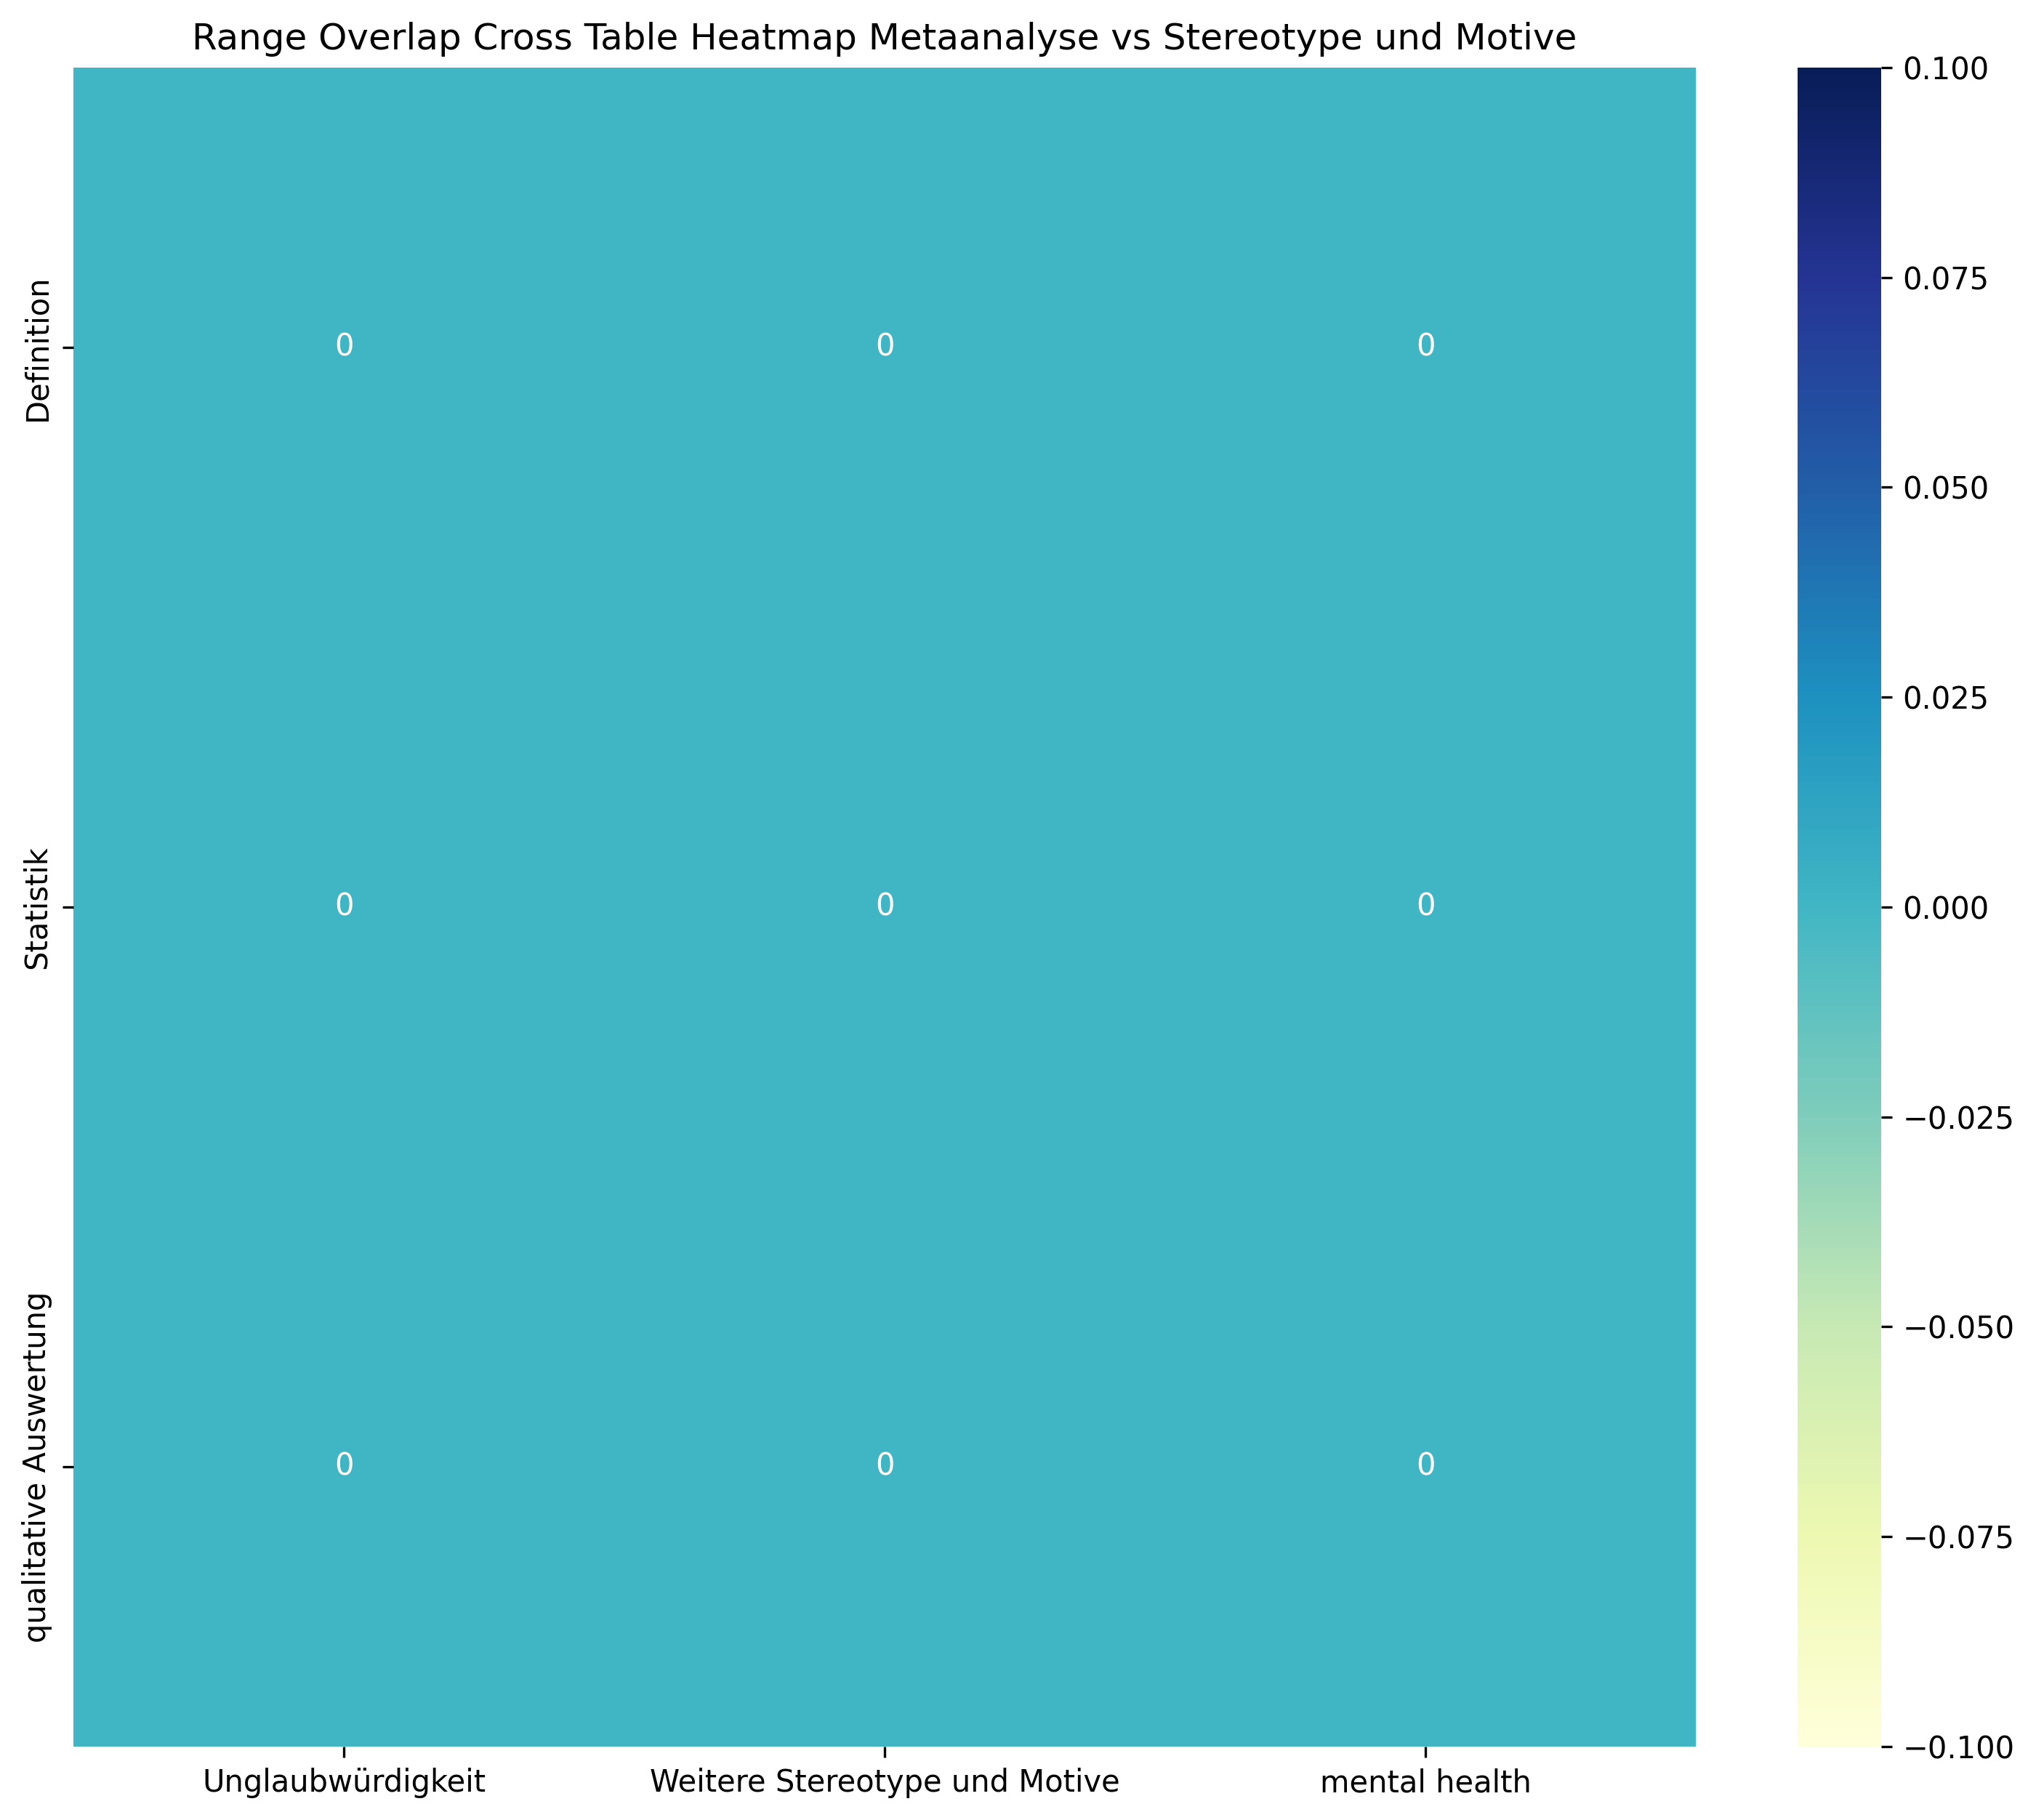 Range Overlap Cross Table Heatmap Metaanalyse vs Stereotype und Motive
Definition
Statistik
qualitative Auswertung
0 0 0
0 0 0
0 0 0
Unglaubwürdigkeit
Weitere Stereotype und Motive
mental health
0.100
0.075
0.050
0.025
0.000
−0.025
−0.050
−0.075
−0.100